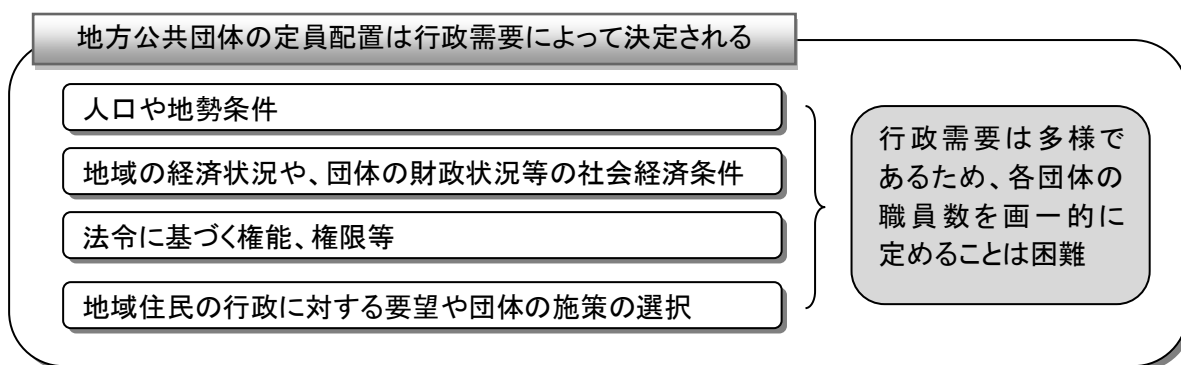 地方公共団体の定員配置は行政需要によって決定される
人口や地勢条件
地域の経済状況や、団体の財政状況等の社会経済条件
法令に基づく権能、権限等
地域住民の行政に対する要望や団体の施策の選択
行政需要は多様で
あるため、各団体の
職員数を画一的に
定めることは困難